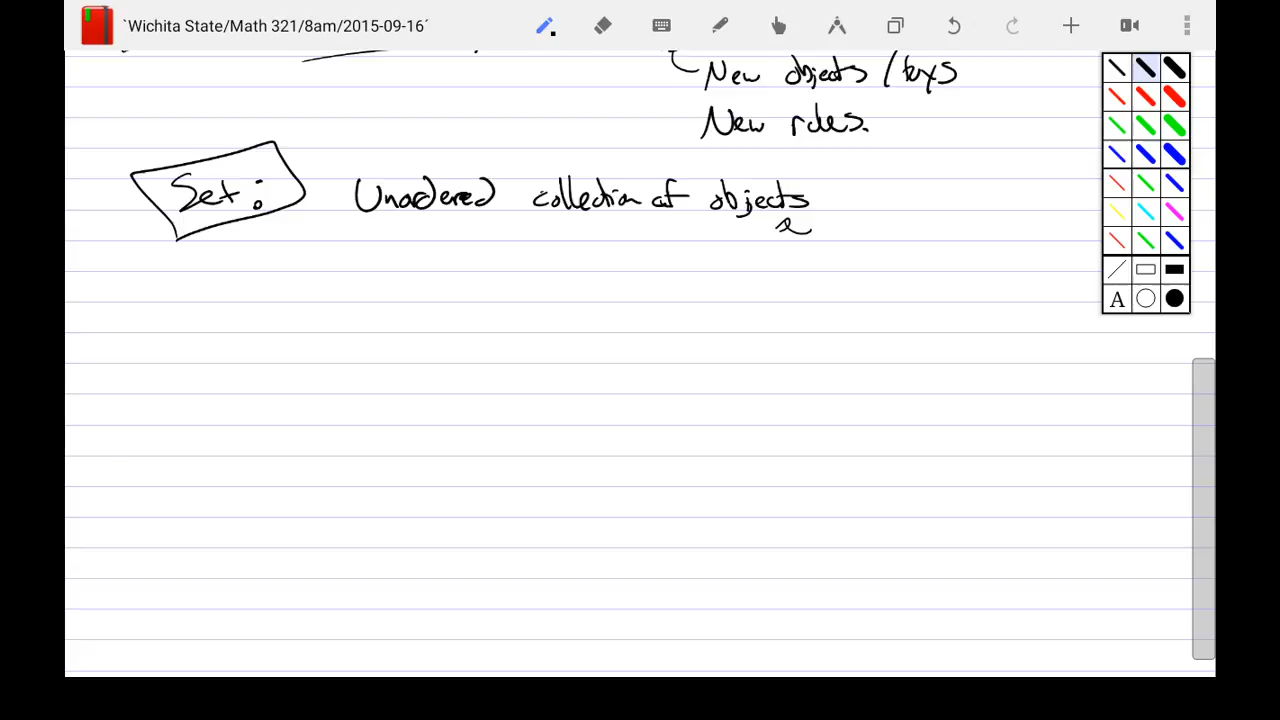 `Wichita State/Math 321/8am/2015-09-16´
New objects / toys
New rules.
Set: Unordered collection of objects
A